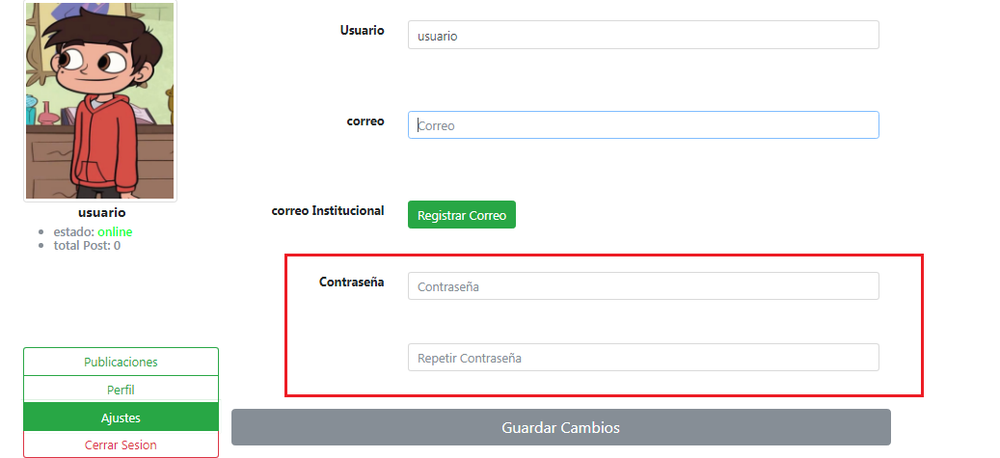 usuario
estado: online
total Post: 0
Publicaciones
Perfil
Ajustes
Cerrar Sesion
Usuario
usuario
correo
Correo
correo Institucional
Registrar Correo
Contraseña
Contraseña
Repetir Contraseña
Guardar Cambios